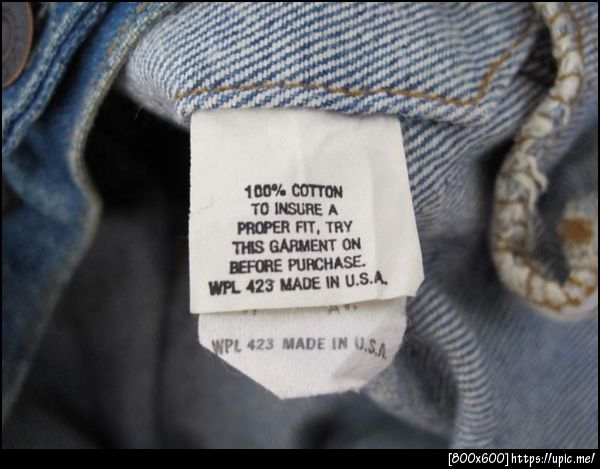 100% COTTON
TO INSURE A
PROPER FIT, TRY
THIS GARMENT ON
BEFORE PURCHASE.
WPL 423 MADE IN U.S.A.
WPL 423 MADE IN U.S.A.
[800x600]https://upic.me/